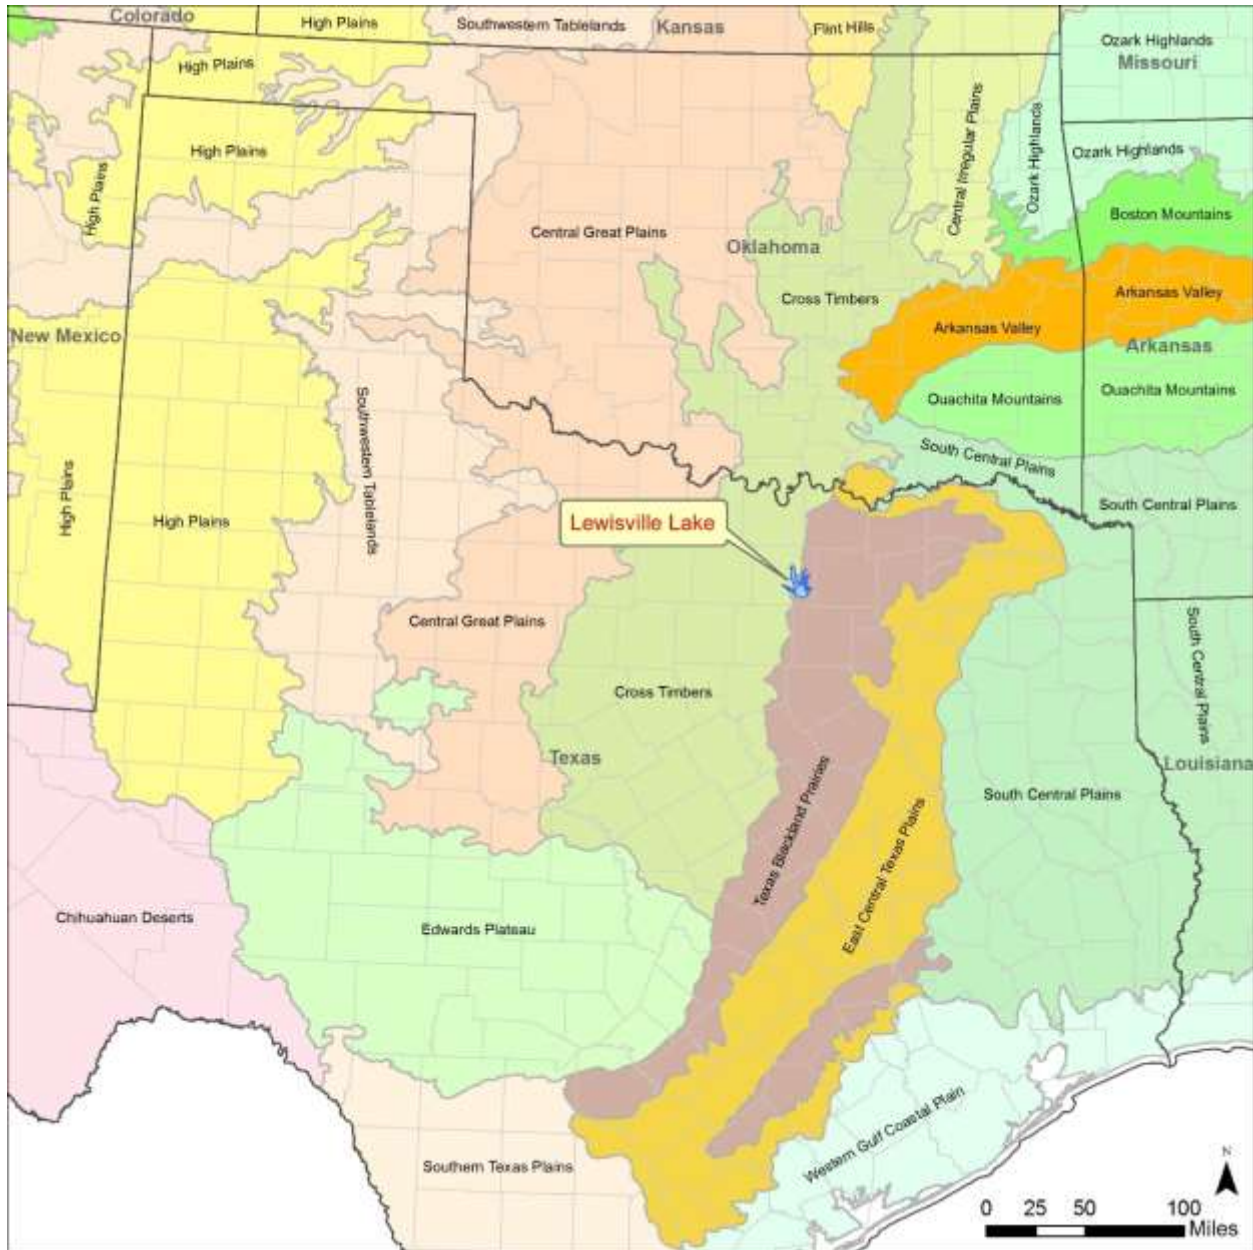 Colorado
High Plains
Southwestern Tablelands
Kansas
Flint Hills
Ozark Highlands
Missouri
High Plains
High Plains
High Plains
Central Irregular Plains
Ozark Highlands
Ozark Highlands
Boston Mountains
Central Great Plains
Oklahoma
Cross Timbers
Arkansas Valley
Arkansas Valley
New Mexico
Arkansas
Ouachita Mountains
Ouachita Mountains
Southwestern Tablelands
South Central Plains
High Plains
High Plains
Lewisville Lake
South Central Plains
Central Great Plains
Cross Timbers
South Central Plains
Texas
Louisiana
Texas Blackland Prairies
South Central Plains
East Central Texas Plains
Chihuahuan Deserts
Edwards Plateau
Western Gulf Coastal Plain
Southern Texas Plains
N
0 25 50 100
Miles